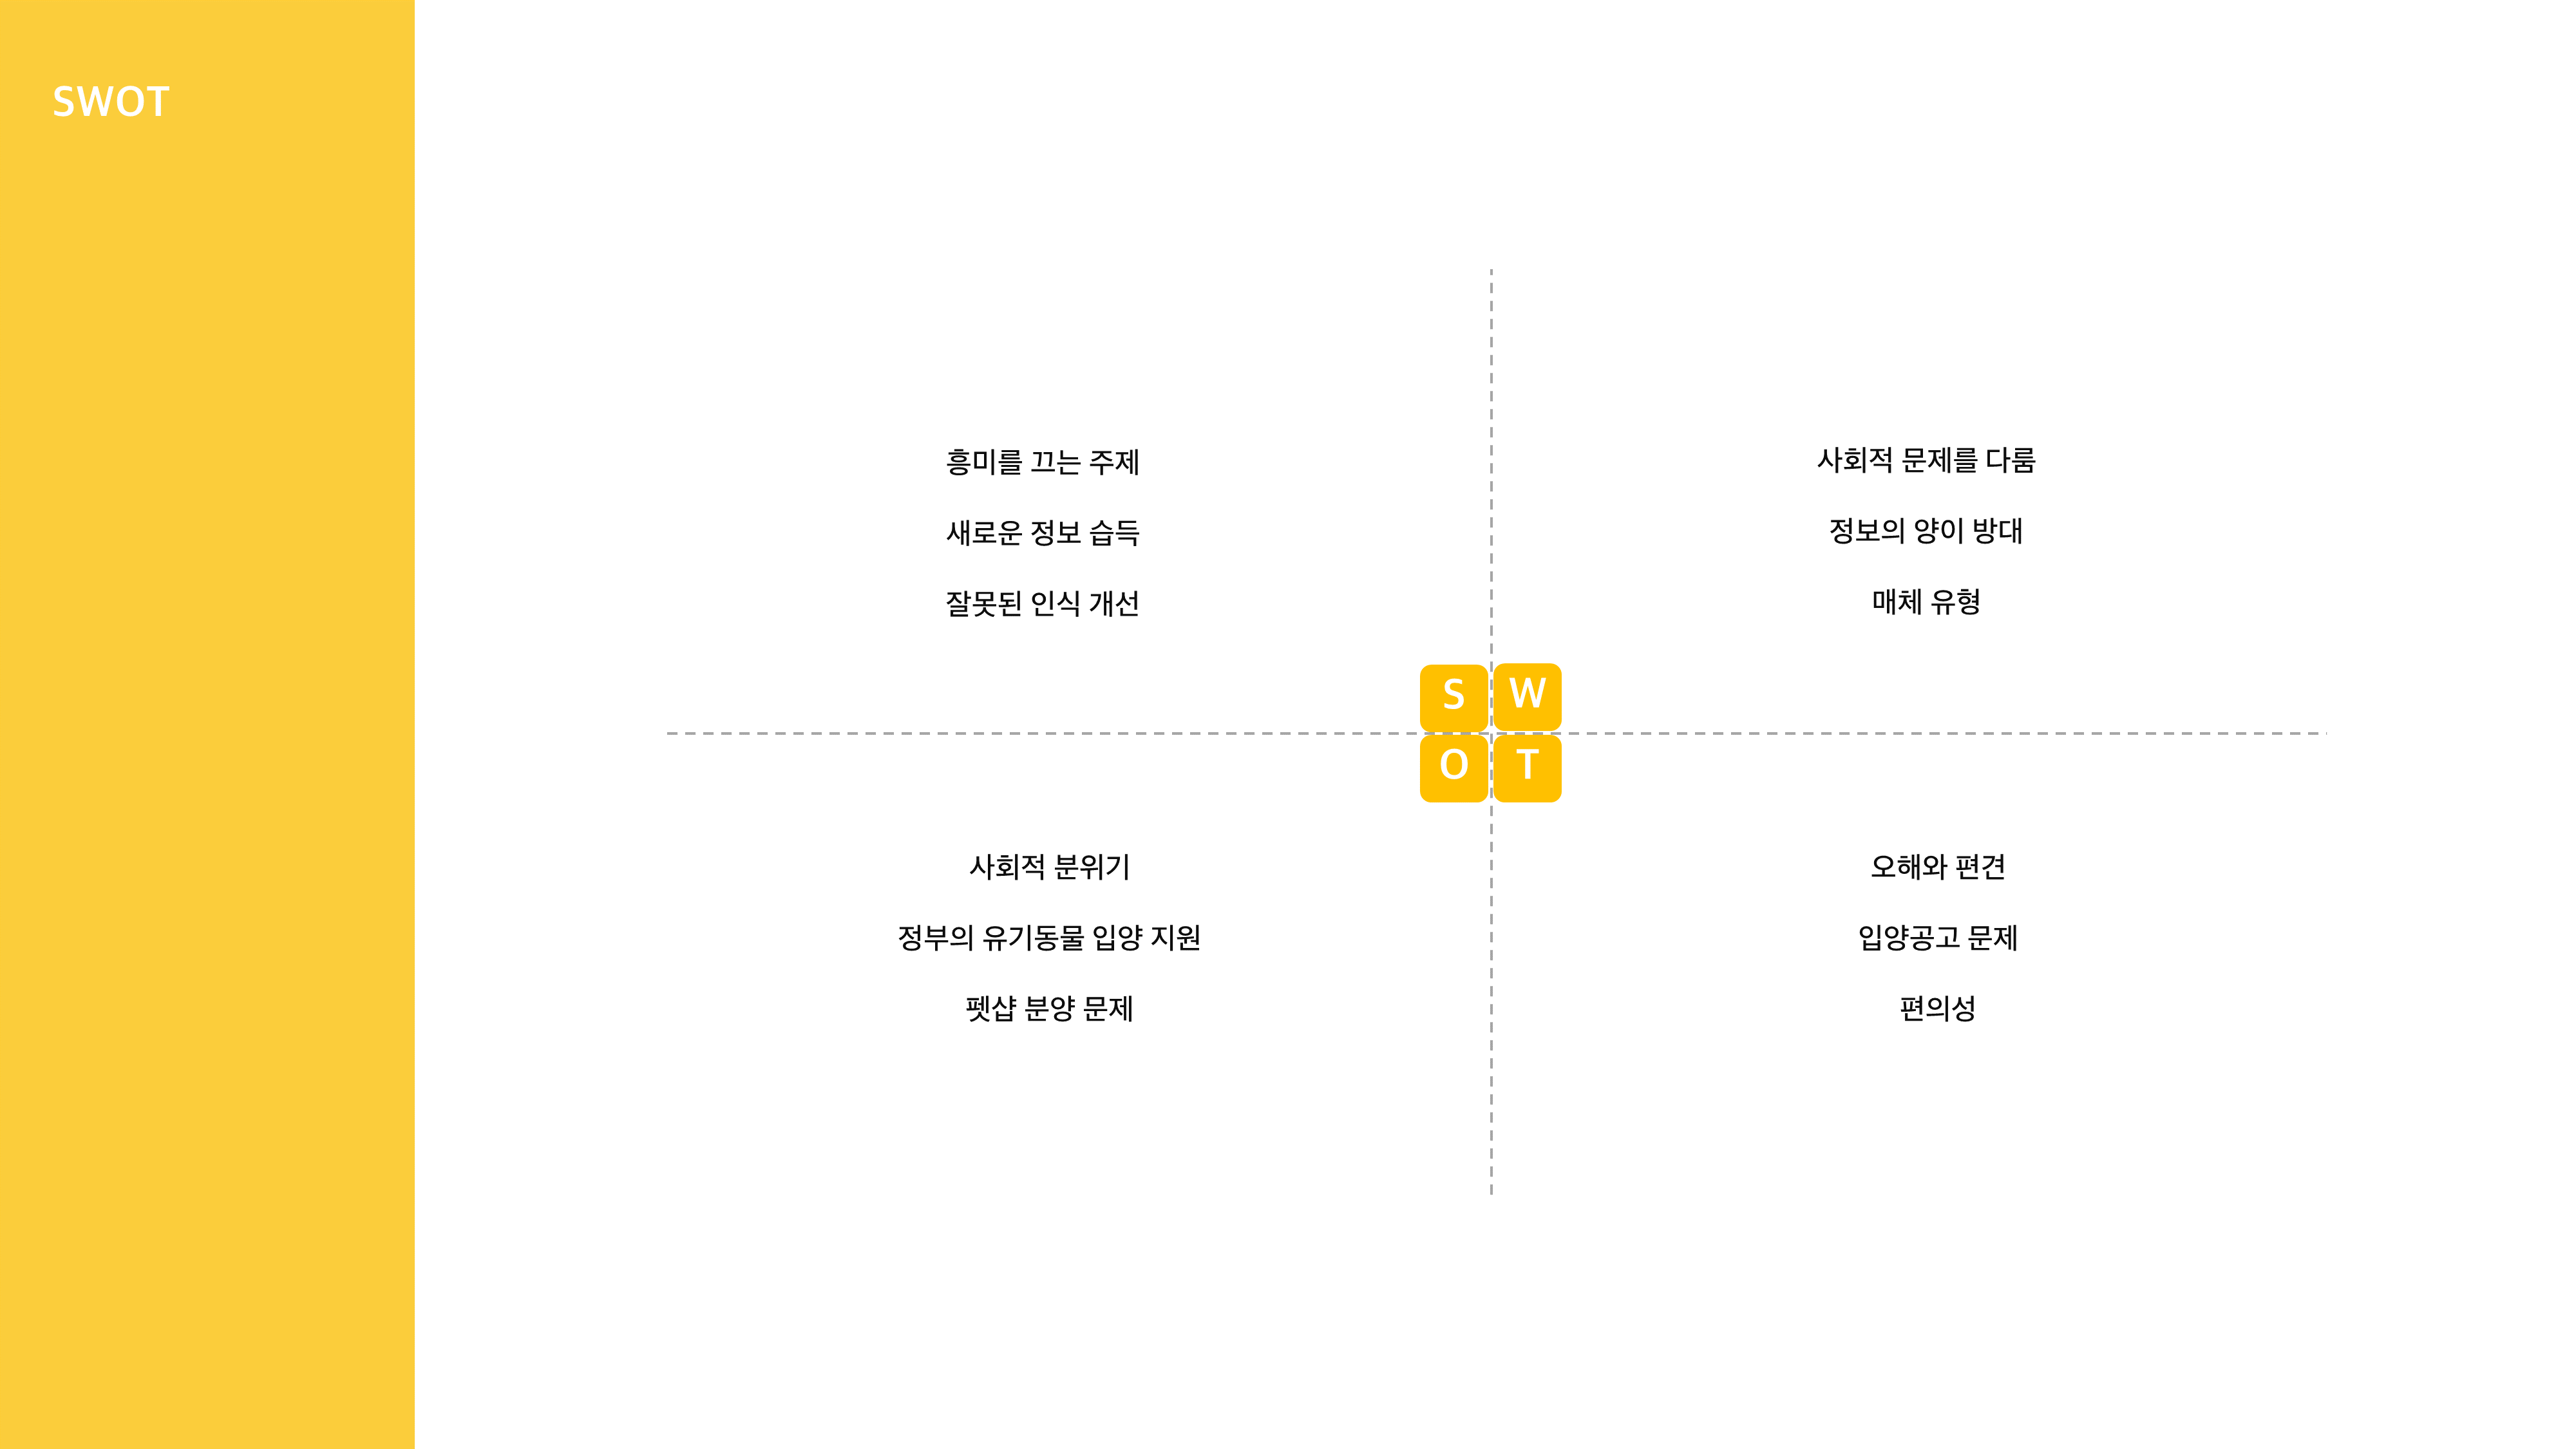 SWOT
흥미를 끄는 주제
새로운 정보 습득
잘못된 인식 개선
사회적 문제를 다룸
정보의 양이 방대
매체 유형
S
W
O
T
사회적 분위기
정부의 유기동물 입양 지원
펫샵 분양 문제
오해와 편견
입양공고 문제
편의성